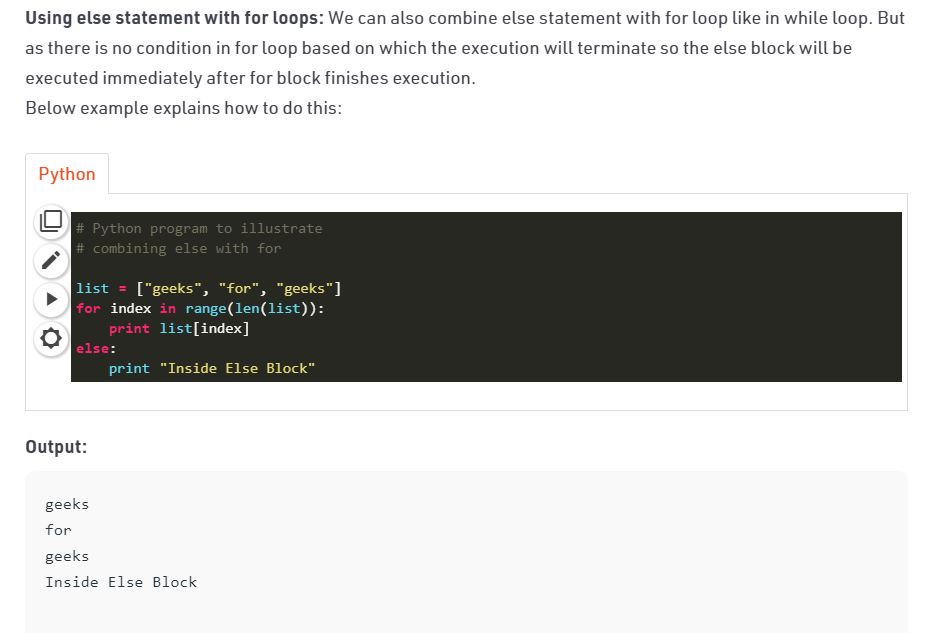 Using else statement with for loops: We can also combine else statement with for loop like in while loop. But
as there is no condition in for loop based on which the execution will terminate so the else block will be
executed immediately after for block finishes execution.
Below example explains how to do this:
Python
# Python program to illustrate
# combining else with for
list = ["geeks", "for", "geeks"]
for index in range(len(list)):
    print list[index]
else:
    print "Inside Else Block"
Output:
geeks
for
geeks
Inside Else Block